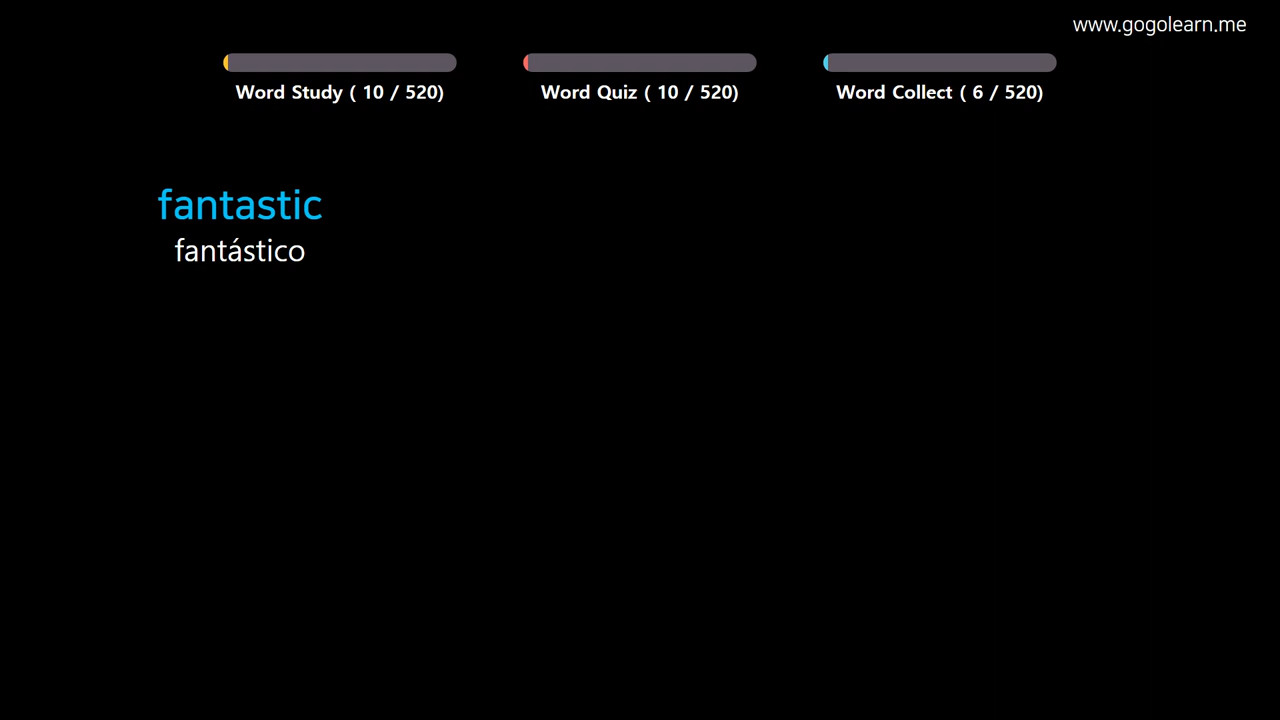 www.gogolearn.me
Word Study ( 10 / 520)
Word Quiz ( 10 / 520)
Word Collect ( 6 / 520)
fantastic
fantástico